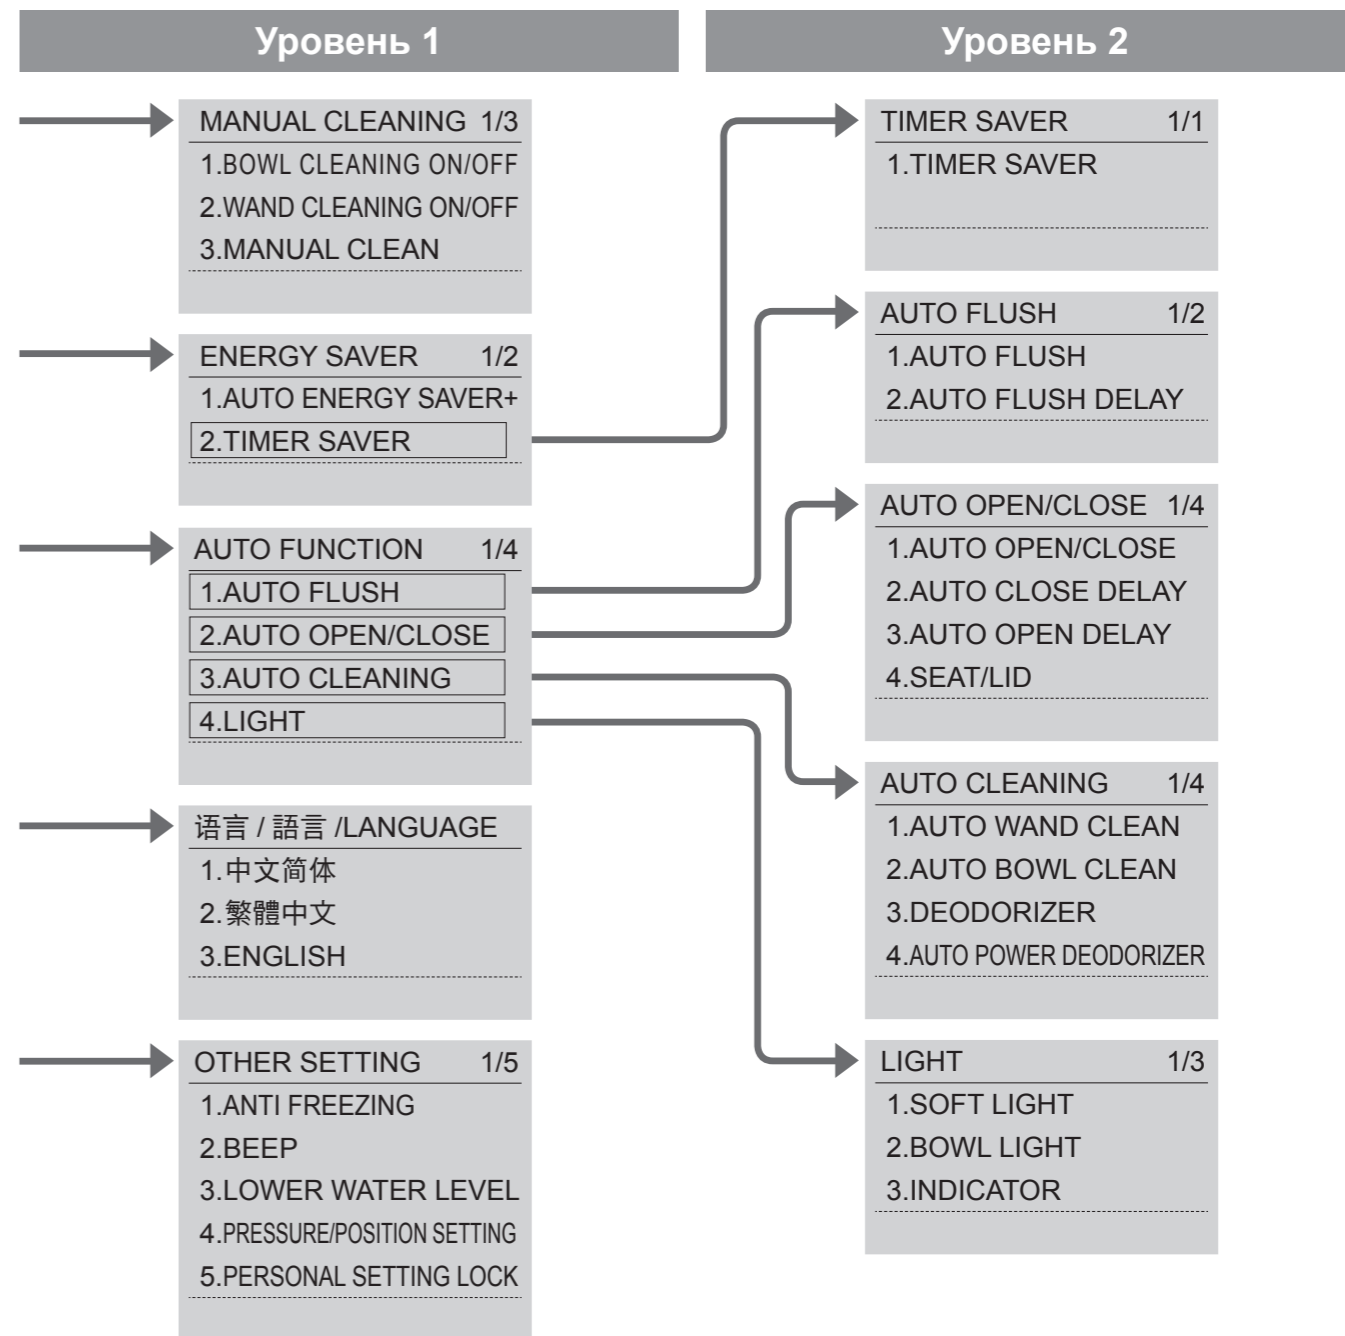 Уровень 1
MANUAL CLEANING 1/3
1.BOWL CLEANING ON/OFF
2.WAND CLEANING ON/OFF
3.MANUAL CLEAN
ENERGY SAVER 1/2
1.AUTO ENERGY SAVER+
2.TIMER SAVER
AUTO FUNCTION 1/4
1.AUTO FLUSH
2.AUTO OPEN/CLOSE
3.AUTO CLEANING
4.LIGHT
语言 / 語言 /LANGUAGE
1.中文简体
2.繁體中文
3.ENGLISH
OTHER SETTING 1/5
1.ANTI FREEZING
2.BEEP
3.LOWER WATER LEVEL
4.PRESSURE/POSITION SETTING
5.PERSONAL SETTING LOCK
Уровень 2
TIMER SAVER 1/1
1.TIMER SAVER
AUTO FLUSH 1/2
1.AUTO FLUSH
2.AUTO FLUSH DELAY
AUTO OPEN/CLOSE 1/4
1.AUTO OPEN/CLOSE
2.AUTO CLOSE DELAY
3.AUTO OPEN DELAY
4.SEAT/LID
AUTO CLEANING 1/4
1.AUTO WAND CLEAN
2.AUTO BOWL CLEAN
3.DEODORIZER
4.AUTO POWER DEODORIZER
LIGHT 1/3
1.SOFT LIGHT
2.BOWL LIGHT
3.INDICATOR